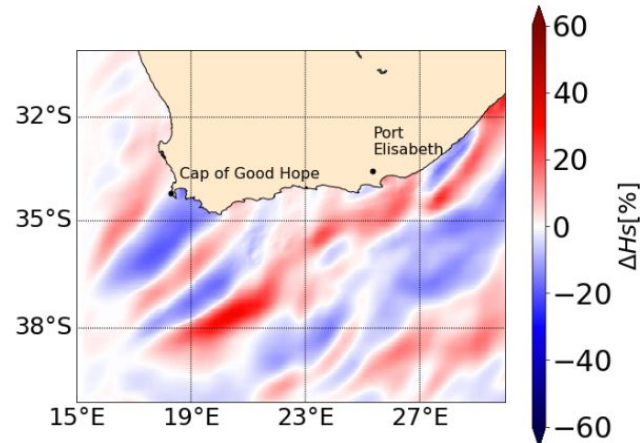 60
40
32°S
Port
Elisabeth
20
Cap of Good Hope
35°S
0
ΔHs[%]
−20
38°S
−40
15°E 19°E 23°E 27°E
−60